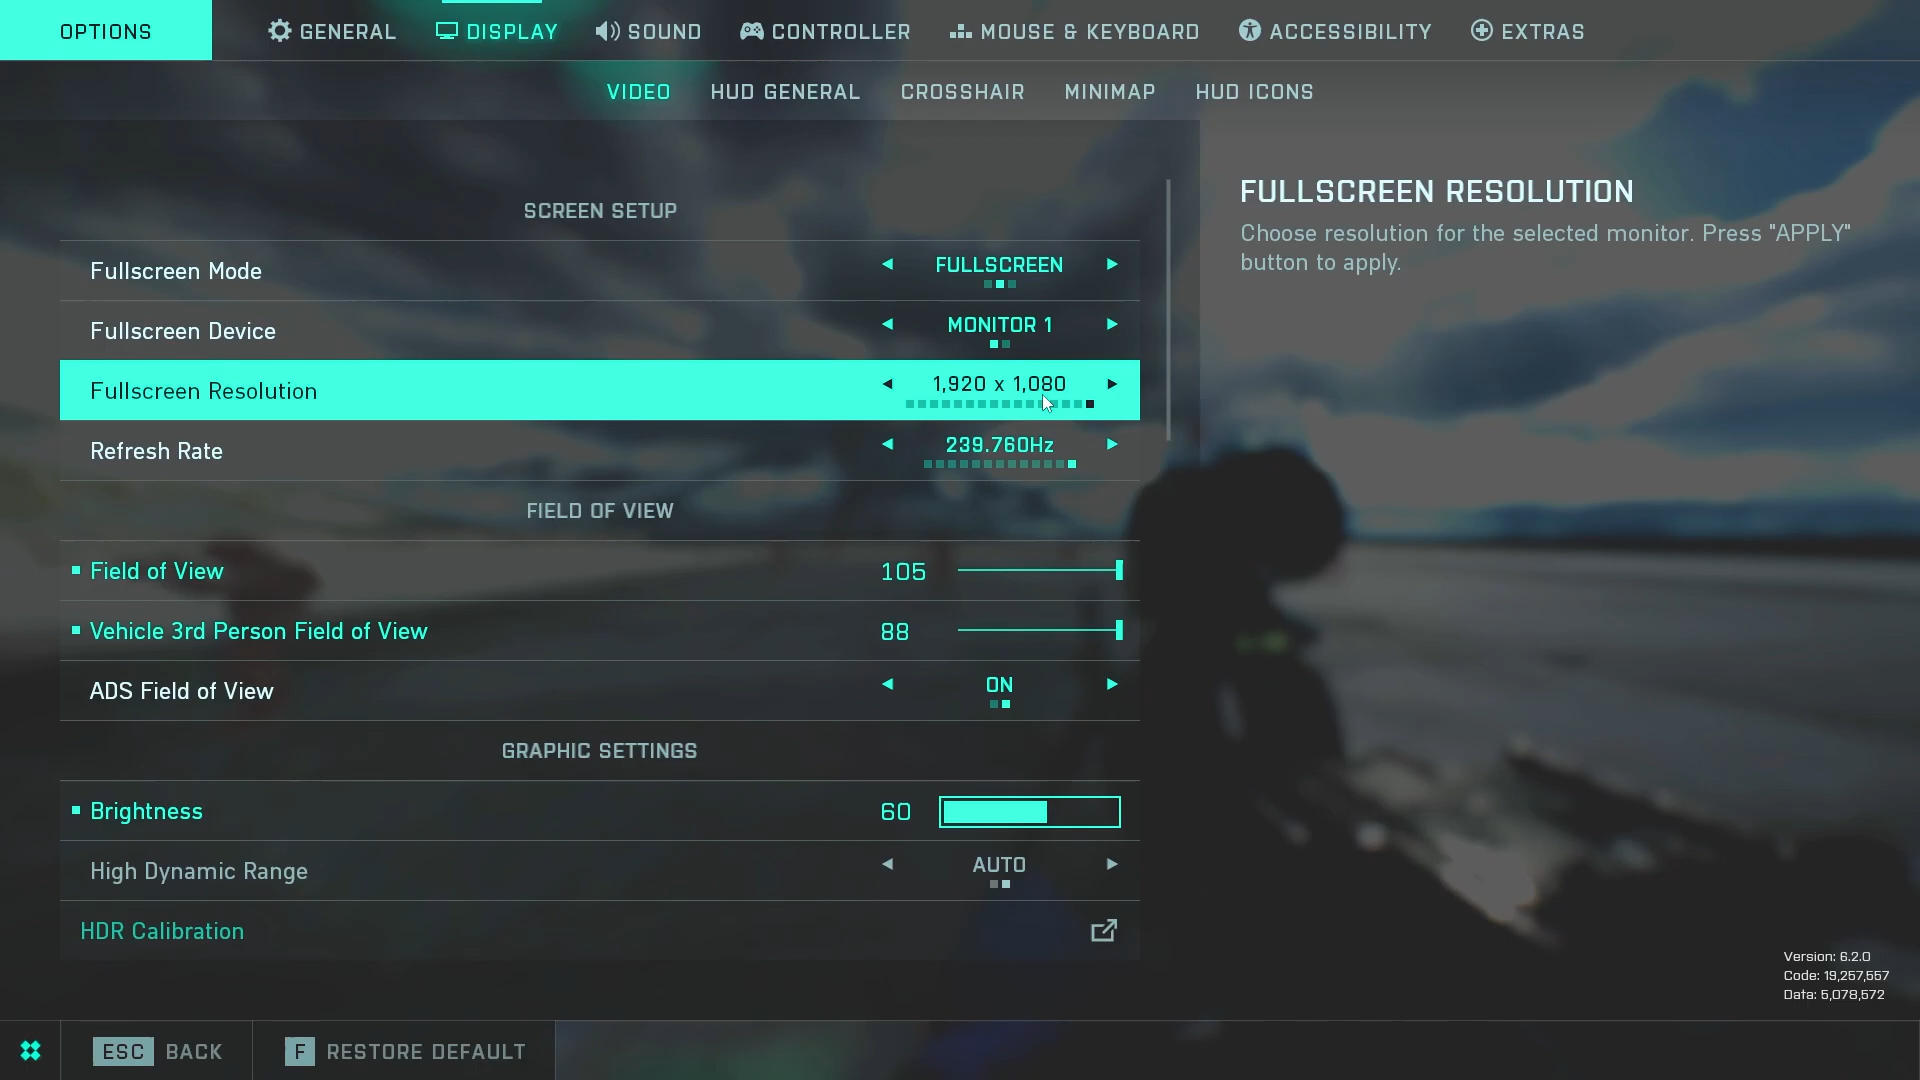 OPTIONS
GENERAL
DISPLAY
SOUND
CONTROLLER
MOUSE & KEYBOARD
ACCESSIBILITY
EXTRAS
VIDEO
HUD GENERAL
CROSSHAIR
MINIMAP
HUD ICONS
SCREEN SETUP
Fullscreen Mode
FULLSCREEN
Fullscreen Device
MONITOR 1
Fullscreen Resolution
1,920 x 1,080
Refresh Rate
239.760Hz
FIELD OF VIEW
Field of View
105
Vehicle 3rd Person Field of View
88
ADS Field of View
ON
GRAPHIC SETTINGS
Brightness
60
High Dynamic Range
AUTO
HDR Calibration
FULLSCREEN RESOLUTION
Choose resolution for the selected monitor. Press "APPLY"
button to apply.
Version: 6.2.0
Code: 19,257,557
Data: 5,078,572
ESC BACK
F RESTORE DEFAULT